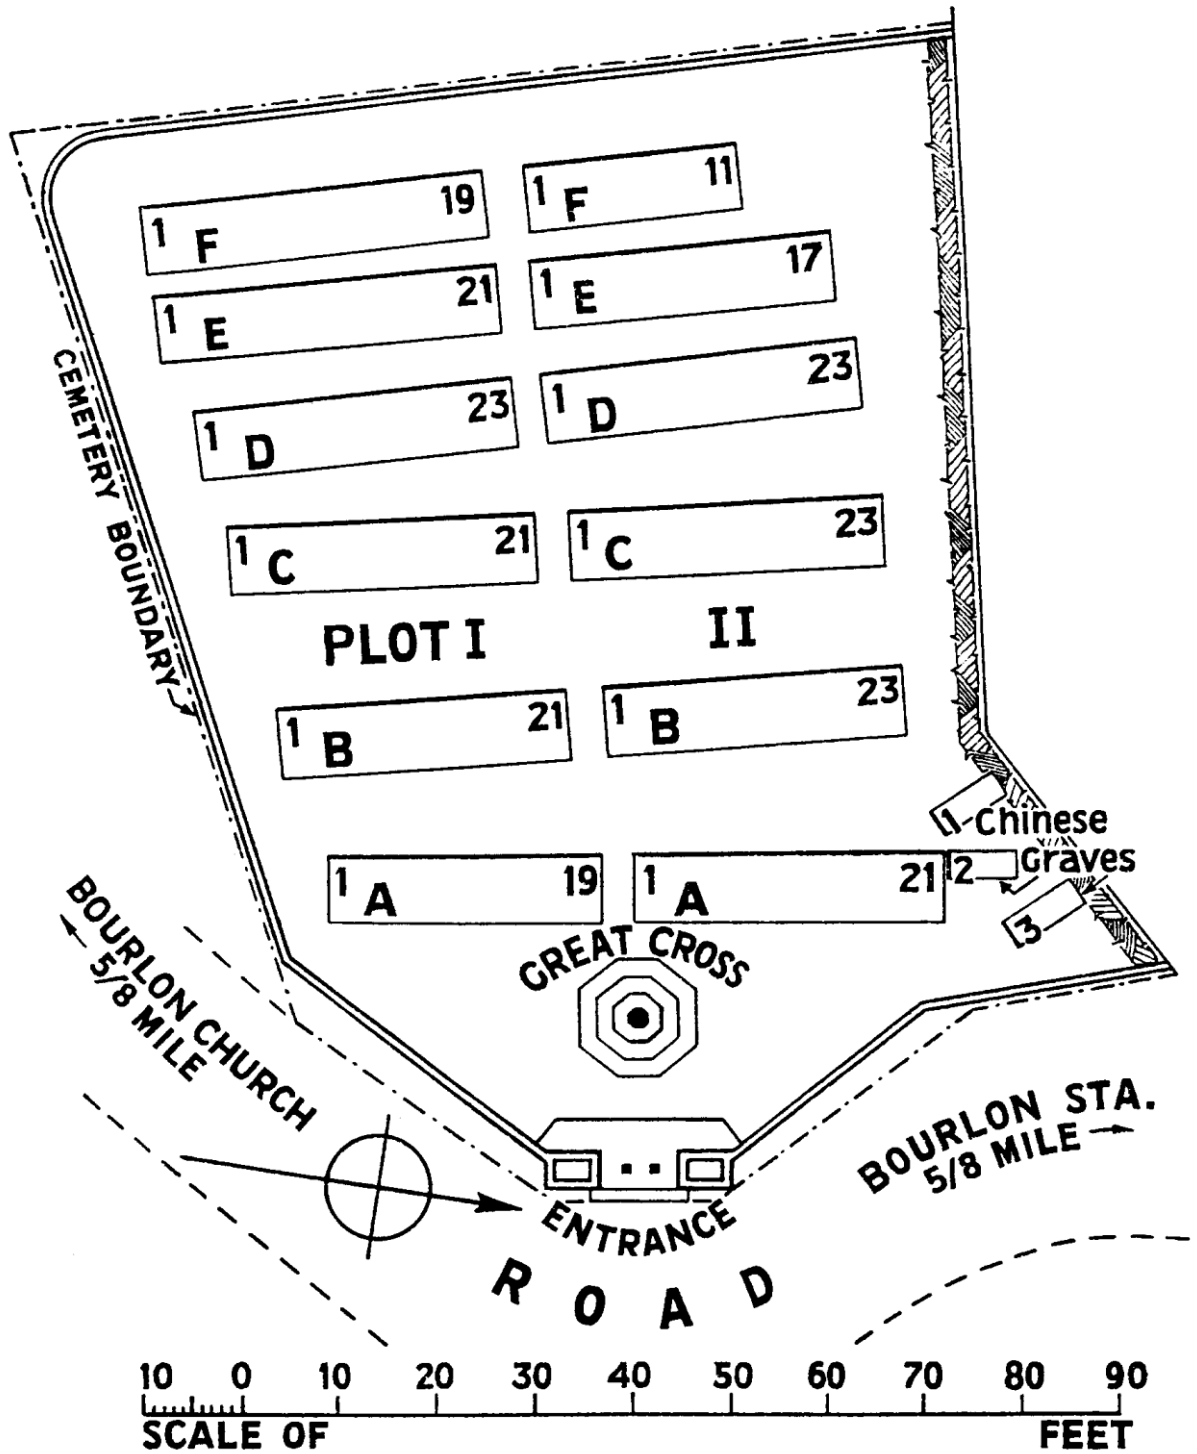 1 F 19
1 F 11
1 E 21
1 E 17
1 D 23
1 D 23
CEMETERY BOUNDARY
1 C 21
1 C 23
PLOT I
II
1 B 21
1 B 23
1 Chinese
Graves
1 A 19
1 A 21
2
3
GREAT CROSS
BOURLON CHURCH
5/8 MILE
BOURLON STA.
5/8 MILE
ENTRANCE
ROAD
10 0 10 20 30 40 50 60 70 80 90
SCALE OF FEET